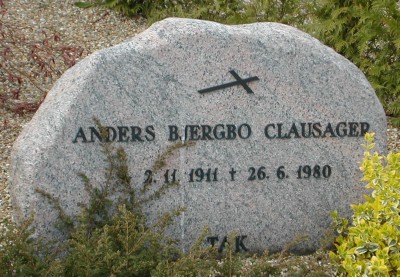 ANDERS BJERGBO CLAUSAGER
2. 11. 1911 † 26. 6. 1980
TAK